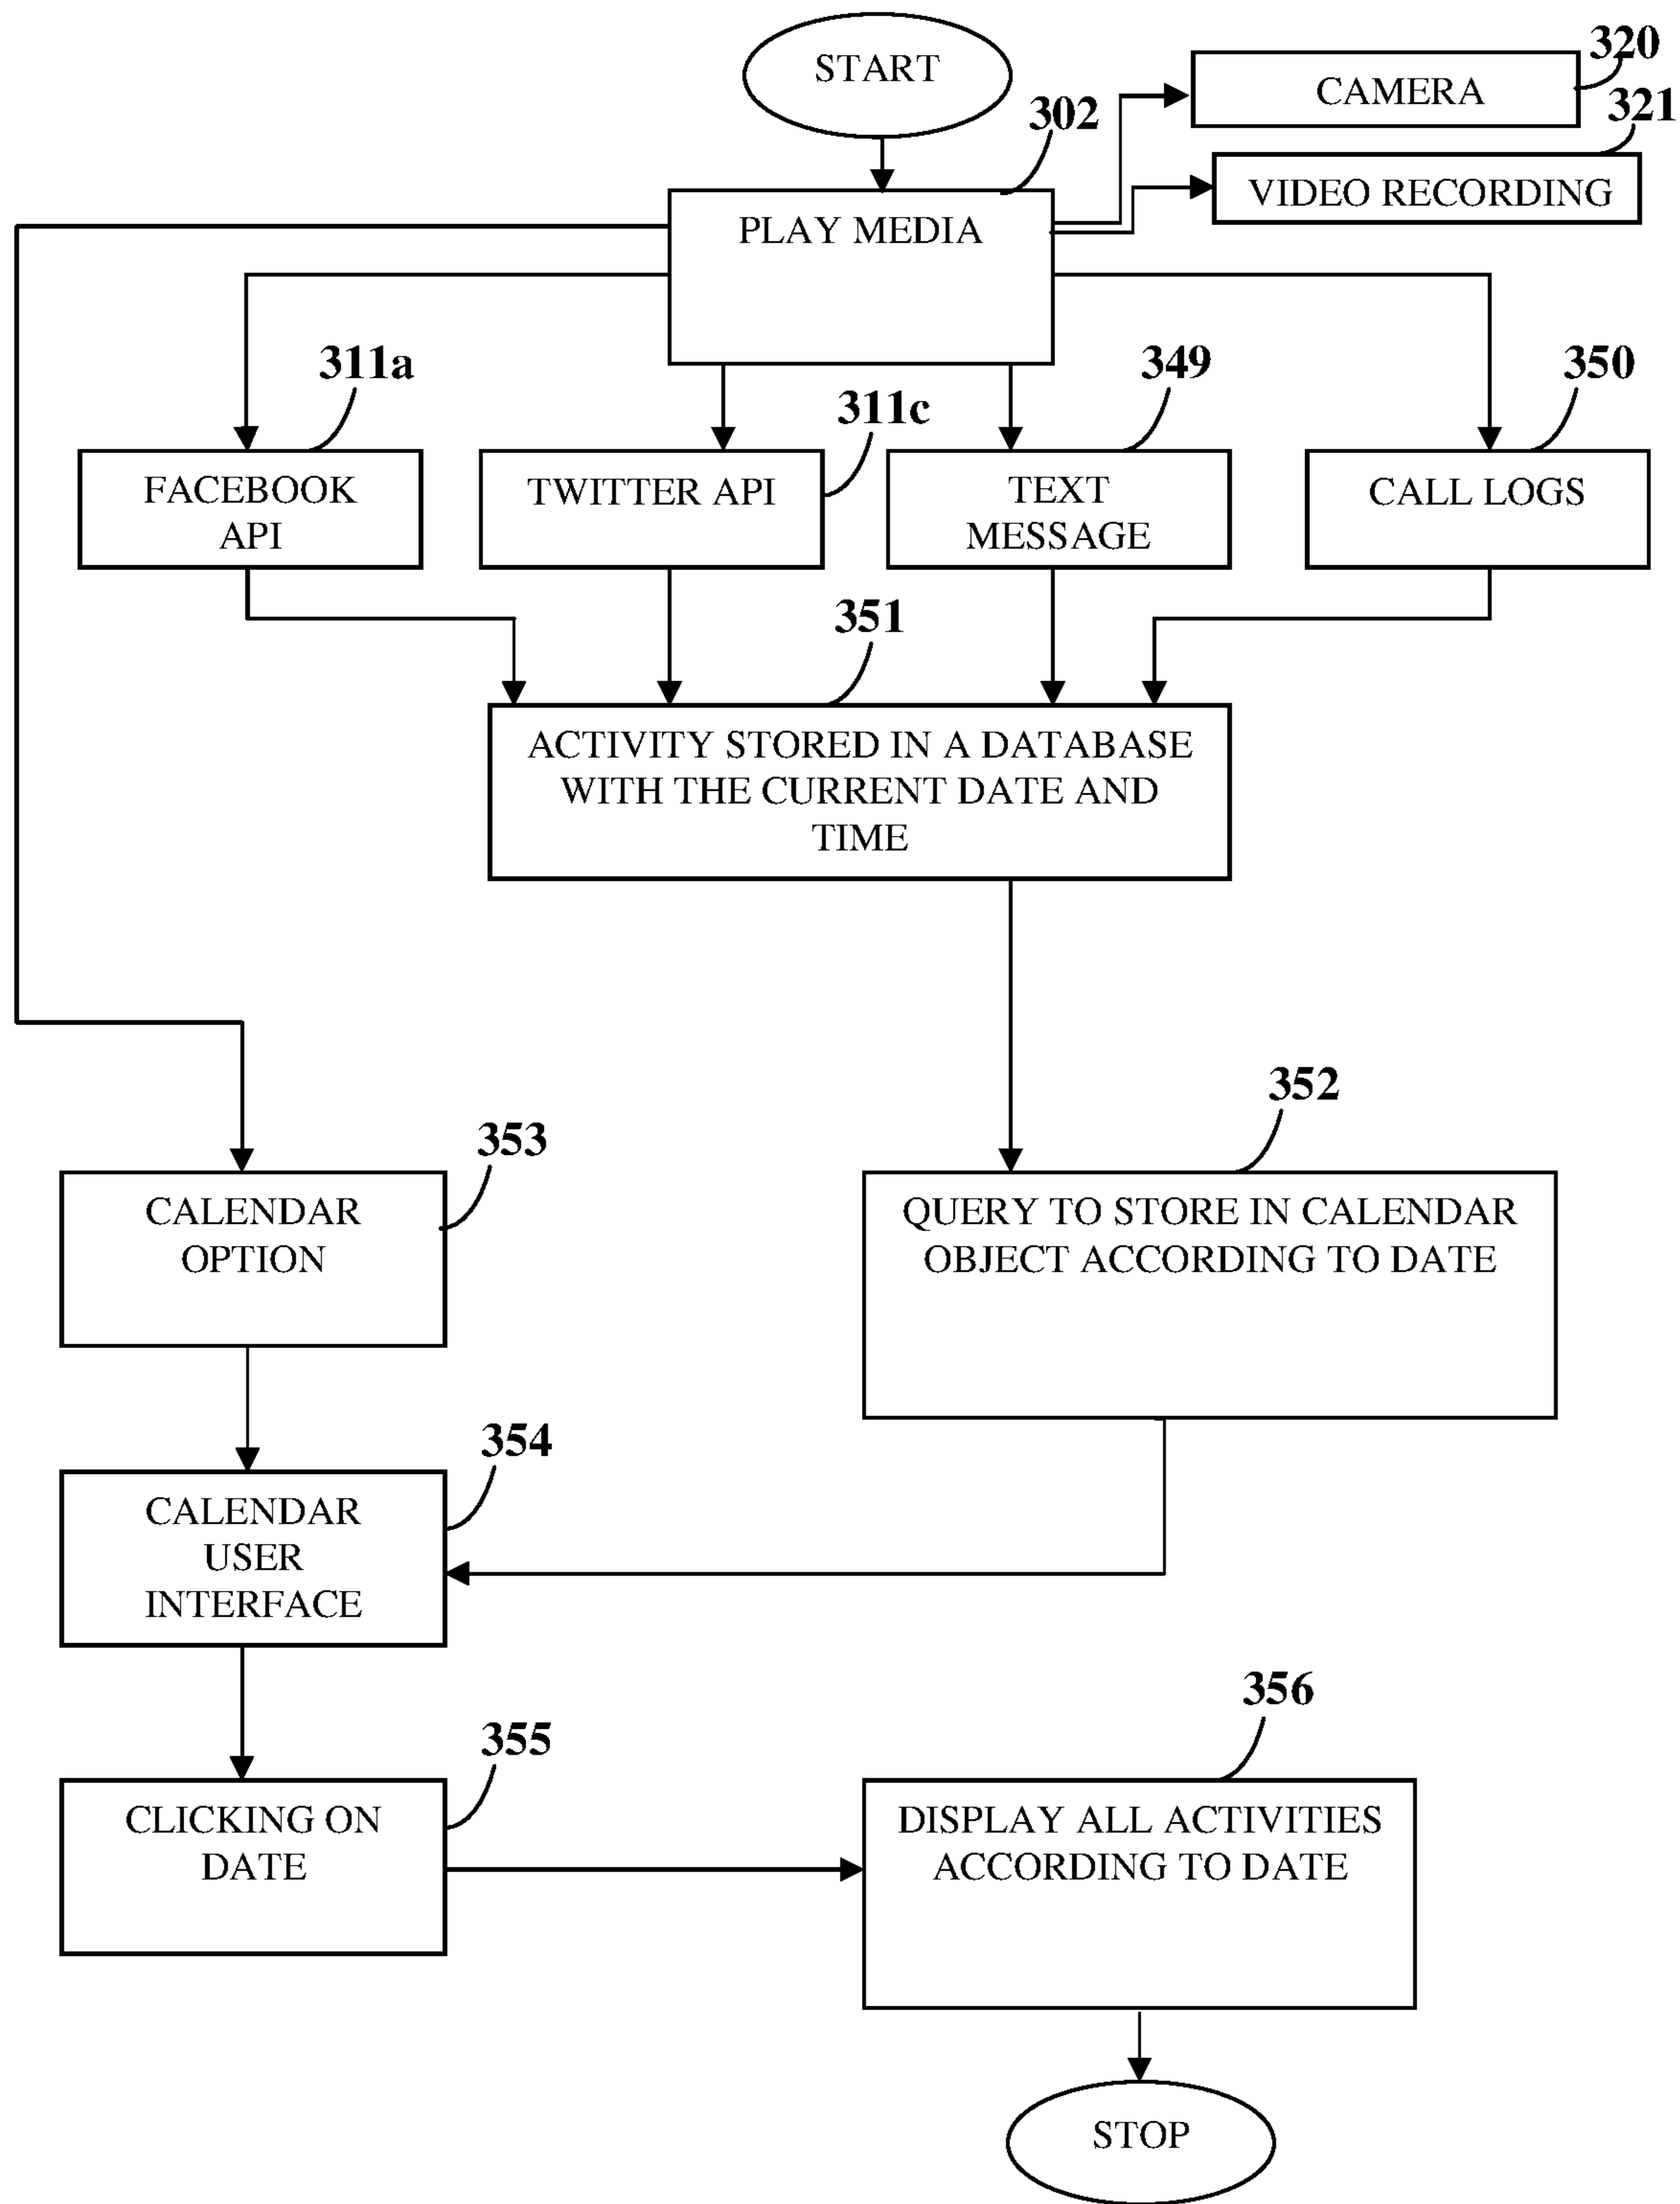 START
320
CAMERA
321
302
VIDEO RECORDING
PLAY MEDIA
311a
349
350
311c
FACEBOOK
API
TWITTER API
TEXT
MESSAGE
CALL LOGS
351
ACTIVITY STORED IN A DATABASE
WITH THE CURRENT DATE AND
TIME
352
353
CALENDAR
OPTION
QUERY TO STORE IN CALENDAR
OBJECT ACCORDING TO DATE
354
CALENDAR
USER
INTERFACE
356
355
CLICKING ON
DATE
DISPLAY ALL ACTIVITIES
ACCORDING TO DATE
STOP